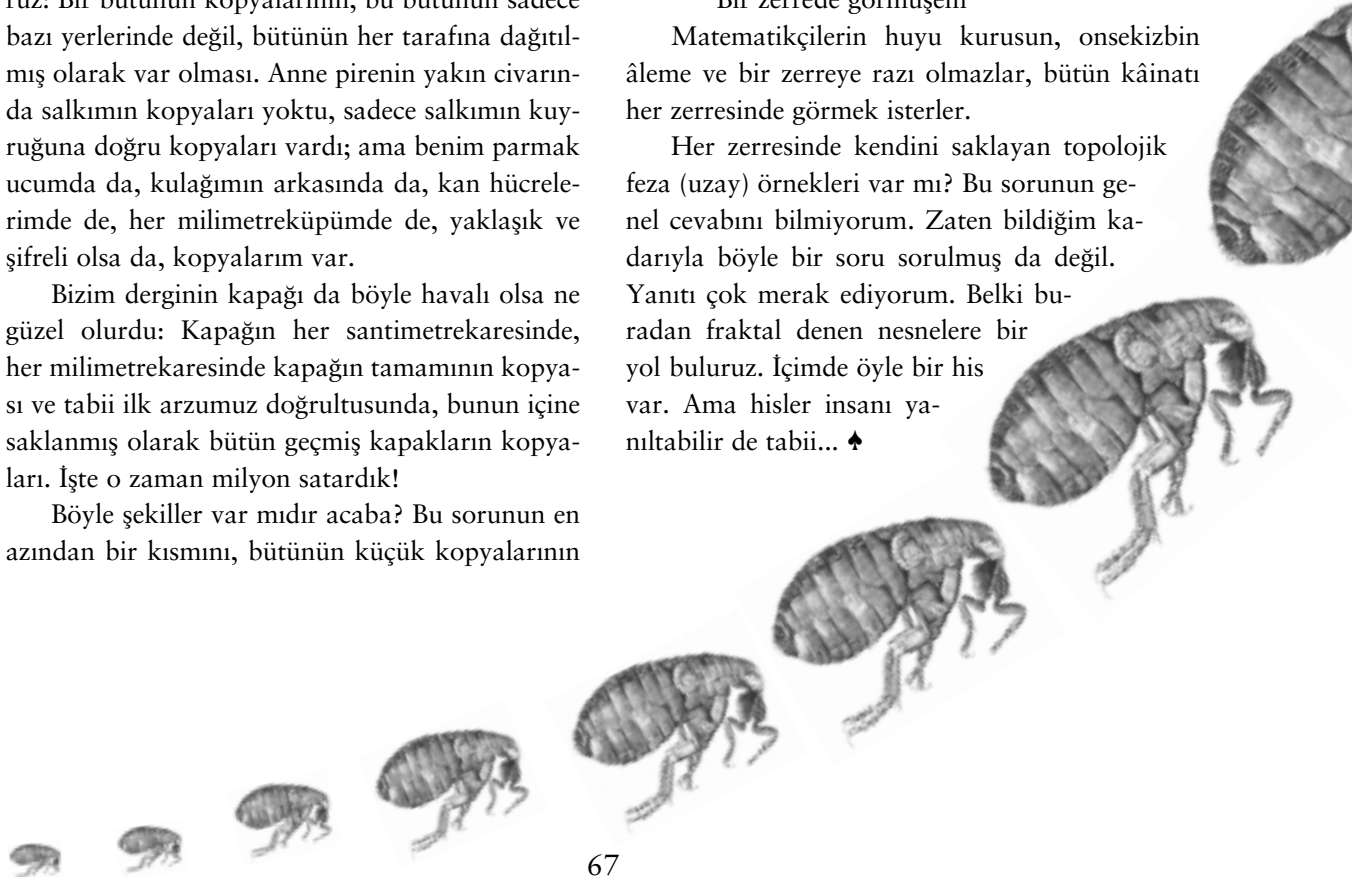 ruz: Bir bütünün kopyalarının, bu bütünün sadece
bazı yerlerinde değil, bütünün her tarafına dağıtıl-
mış olarak var olması. Anne pirenin yakın civarın-
da salkımın kopyaları yoktu, sadece salkımın kuy-
ruğuna doğru kopyaları vardı; ama benim parmak
ucumda da, kulağımın arkasında da, kan hücrele-
rimde de, her milimetreküpümde de, yaklaşık ve
şifreli olsa da, kopyalarım var.
Bizim derginin kapağı da böyle havalı olsa ne
güzel olurdu: Kapağın her santimetrekaresinde,
her milimetrekaresinde kapağın tamamının kopya-
sı ve tabii ilk arzumuz doğrultusunda, bunun içine
saklanmış olarak bütün geçmiş kapakların kopya-
ları. İşte o zaman milyon satardık!
Böyle şekiller var mıdır acaba? Bu sorunun en
azından bir kısmını, bütünün küçük kopyalarının
Bir zerrede görmüşem
Matematikçilerin huyu kurusun, onsekizbin
âleme ve bir zerreye razı olmazlar, bütün kâinatı
her zerresinde görmek isterler.
Her zerresinde kendini saklayan topolojik
feza (uzay) örnekleri var mı? Bu sorunun ge-
nel cevabını bilmiyorum. Zaten bildiğim ka-
darıyla böyle bir soru sorulmuş da değil.
Yanıtı çok merak ediyorum. Belki bu-
radan fraktal denen nesnelere bir
yol buluruz. İçimde öyle bir his
var. Ama hisler insanı ya-
nıltabilir de tabii... ♠
67